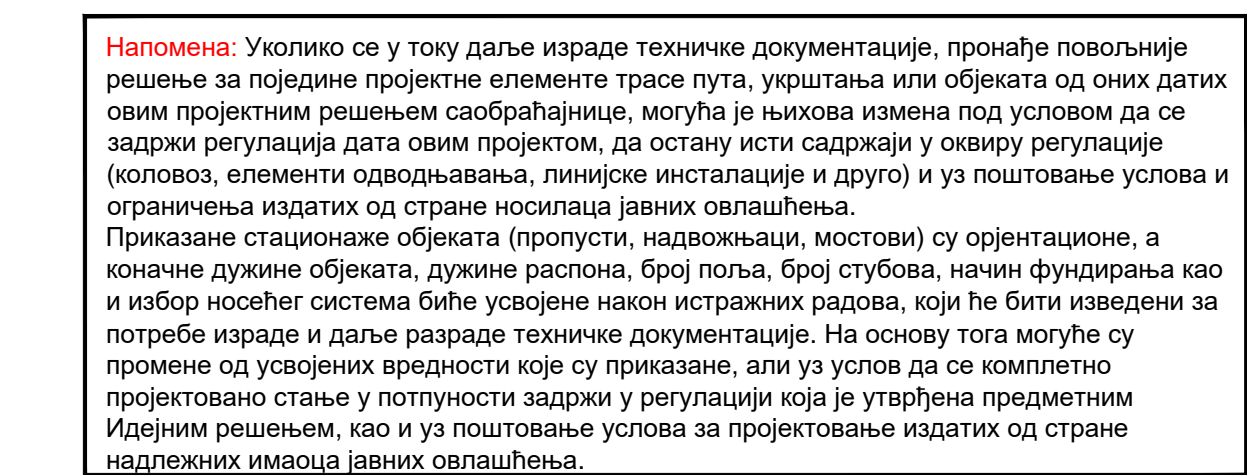 Напомена: Уколико се у току даље израде техничке документације, пронађе повољније
решење за поједине пројектне елементе трасе пута, укрштања или објеката од оних датих
овим пројектним решењем саобраћајнице, могућа је њихова измена под условом да се
задржи регулација дата овим пројектом, да остану исти садржаји у оквиру регулације
(коловоз, елементи одводњавања, линијске инсталације и друго) и уз поштовање услова и
ограничења издатих од стране носилаца јавних овлашћења.
Приказане стационаже објеката (пропусти, надвожњаци, мостови) су орјентационе, а
коначне дужине објеката, дужине распона, број поља, број стубова, начин фундирања као
и избор носећег система биће усвојене након истражних радова, који ће бити изведени за
потребе израде и даље разраде техничке документације. На основу тога могуће су
промене од усвојених вредности које су приказане, али уз услов да се комплетно
пројектовано стање у потпуности задржи у регулацији која је утврђена предметним
Идејним решењем, као и уз поштовање услова за пројектовање издатих од стране
надлежних имаоца јавних овлашћења.